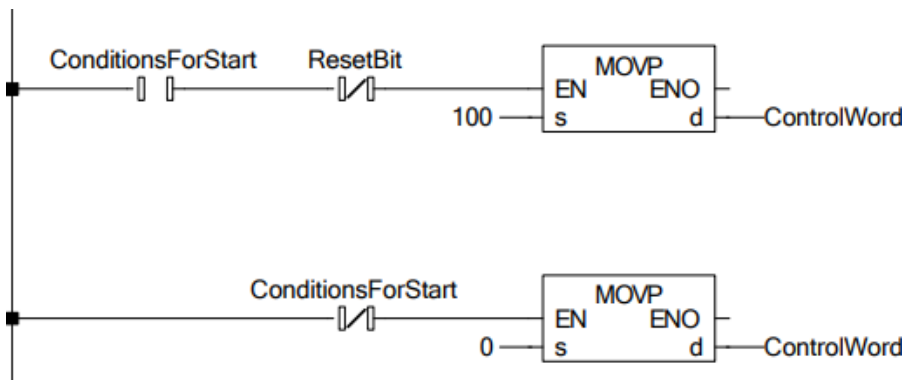 ConditionsForStart ResetBit
MOVP
EN ENO
100 s d ControlWord
ConditionsForStart
MOVP
EN ENO
0 s d ControlWord